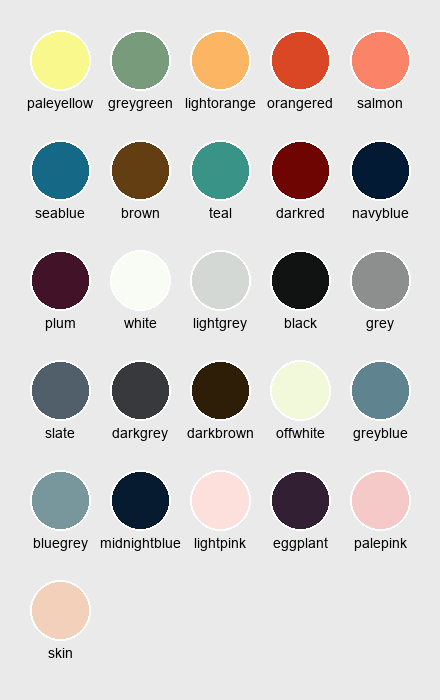 paleyellow greygreen lightorange orangered salmon
seablue brown teal darkred navyblue
plum white lightgrey black grey
slate darkgrey darkbrown offwhite greyblue
bluegrey midnightblue lightpink eggplant palepink
skin